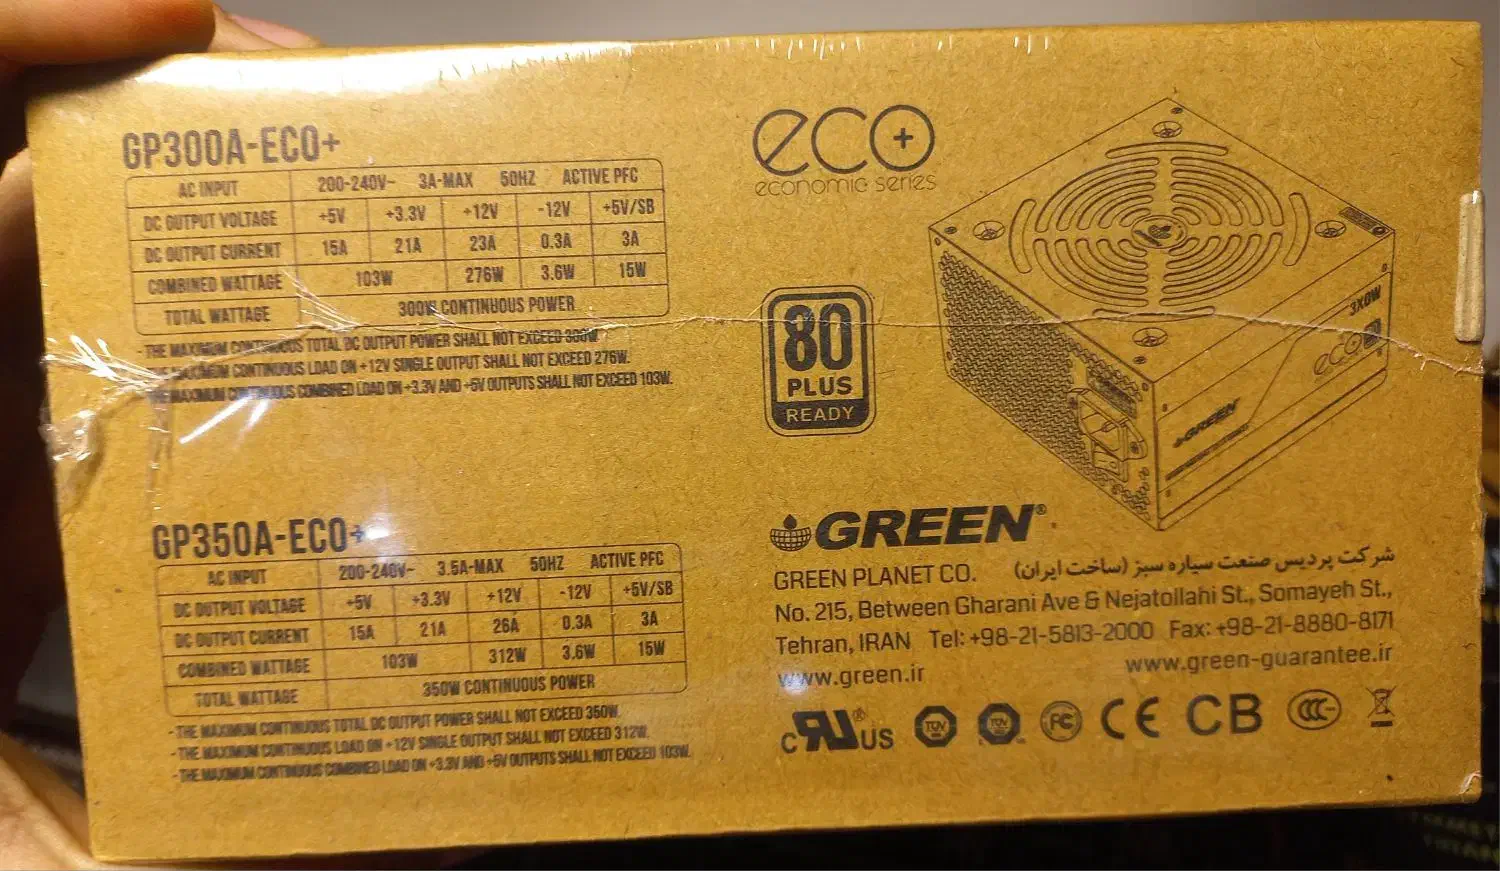 GP300A-ECO+
AC INPUT 200-240V~ 3A-MAX 50HZ ACTIVE PFC
DC OUTPUT VOLTAGE +5V +3.3V +12V -12V +5V/SB
DC OUTPUT CURRENT 15A 21A 23A 0.3A 3A
COMBINED WATTAGE 103W 276W 3.6W 15W
TOTAL WATTAGE 300W CONTINUOUS POWER
-THE MAXIMUM CONTINUOUS TOTAL DC OUTPUT POWER SHALL NOT EXCEED 300W.
-THE MAXIMUM CONTINUOUS LOAD ON +12V SINGLE OUTPUT SHALL NOT EXCEED 276W.
-THE MAXIMUM CONTINUOUS COMBINED LOAD ON +3.3V AND +5V OUTPUTS SHALL NOT EXCEED 103W.
GP350A-ECO+
AC INPUT 200-240V~ 3.5A-MAX 50HZ ACTIVE PFC
DC OUTPUT VOLTAGE +5V +3.3V +12V -12V +5V/SB
DC OUTPUT CURRENT 15A 21A 26A 0.3A 3A
COMBINED WATTAGE 103W 312W 3.6W 15W
TOTAL WATTAGE 350W CONTINUOUS POWER
-THE MAXIMUM CONTINUOUS TOTAL DC OUTPUT POWER SHALL NOT EXCEED 350W.
-THE MAXIMUM CONTINUOUS LOAD ON +12V SINGLE OUTPUT SHALL NOT EXCEED 312W.
-THE MAXIMUM CONTINUOUS COMBINED LOAD ON +3.3V AND +5V OUTPUTS SHALL NOT EXCEED 103W.
eco+
economic series
80
PLUS
READY
3X0W
eco
GREEN
GREEN®
شرکت پردیس صنعت سیاره سبز (ساخت ایران)
GREEN PLANET CO.
No. 215, Between Gharani Ave & Nejatollahi St., Somayeh St.,
Tehran, IRAN Tel: +98-21-5813-2000 Fax: +98-21-8880-8171
www.green.ir www.green-guarantee.ir
c RU® US TÜV TÜV FC CE CB CCC